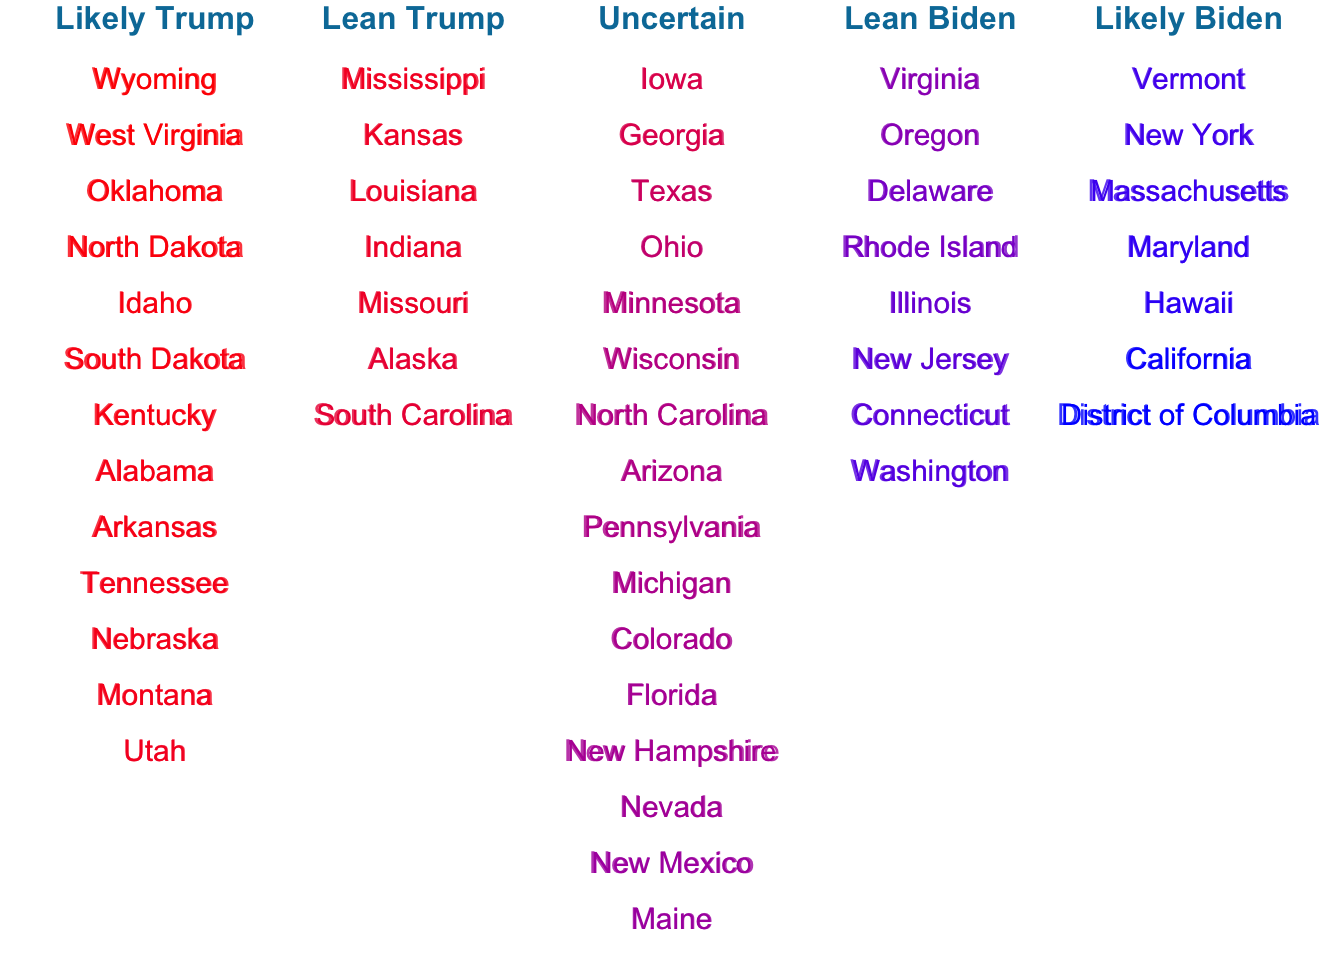 Likely Trump Lean Trump Uncertain Lean Biden Likely Biden
Wyoming Mississippi Iowa Virginia Vermont
West Virginia Kansas Georgia Oregon New York
Oklahoma Louisiana Texas Delaware Massachusetts
North Dakota Indiana Ohio Rhode Island Maryland
Idaho Missouri Minnesota Illinois Hawaii
South Dakota Alaska Wisconsin New Jersey California
Kentucky South Carolina North Carolina Connecticut District of Columbia
Alabama Arizona Washington
Arkansas Pennsylvania
Tennessee Michigan
Nebraska Colorado
Montana Florida
Utah New Hampshire
Nevada
New Mexico
Maine